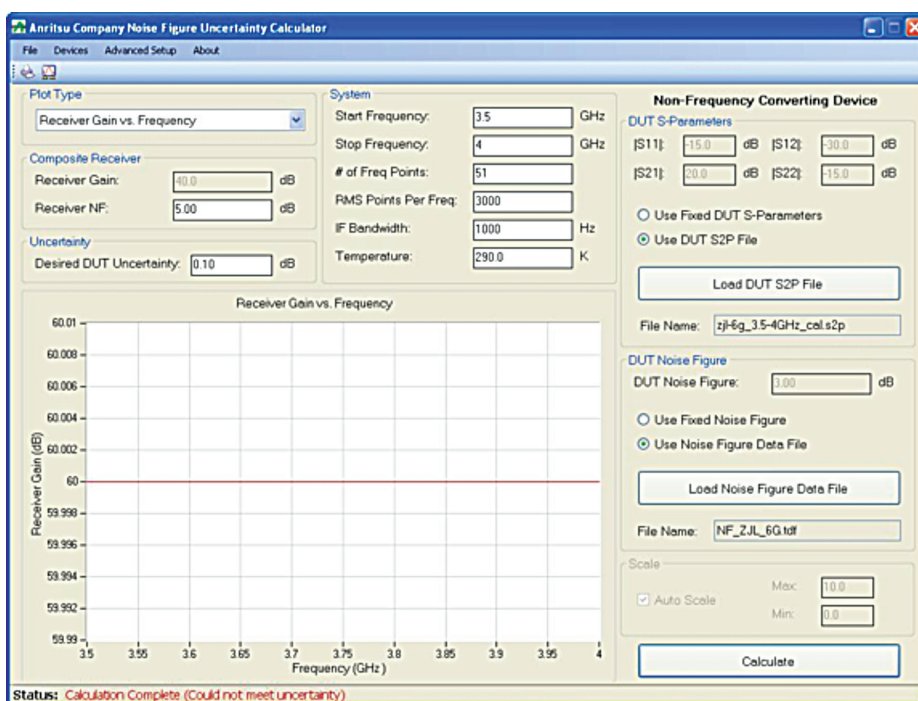 Anritsu Company Noise Figure Uncertainty Calculator
File Devices Advanced Setup About
Plot Type
Receiver Gain vs. Frequency
Composite Receiver
Receiver Gain: 40.0 dB
Receiver NF: 5.00 dB
Uncertainty
Desired DUT Uncertainty: 0.10 dB
System
Start Frequency: 3.5 GHz
Stop Frequency: 4 GHz
# of Freq Points: 51
RMS Points Per Freq: 3000
IF Bandwidth: 1000 Hz
Temperature: 290.0 K
Non-Frequency Converting Device
DUT S-Parameters
|S11|: -15.0 dB |S12|: -30.0 dB
|S21|: 20.0 dB |S22|: -15.0 dB
Use Fixed DUT S-Parameters
Use DUT S2P File
Load DUT S2P File
File Name: zjl-6g_3.5-4GHz_cal.s2p
DUT Noise Figure
DUT Noise Figure: 3.00 dB
Use Fixed Noise Figure
Use Noise Figure Data File
Load Noise Figure Data File
File Name: NF_ZJL_6G.tdf
Scale
Auto Scale
Max: 10.0
Min: 0.0
Calculate
Receiver Gain vs. Frequency
Receiver Gain (dB)
60.01
60.008
60.006
60.004
60.002
60
59.998
59.996
59.994
59.992
59.99
3.5 3.55 3.6 3.65 3.7 3.75 3.8 3.85 3.9 3.95 4
Frequency (GHz)
Status: Calculation Complete (Could not meet uncertainty)